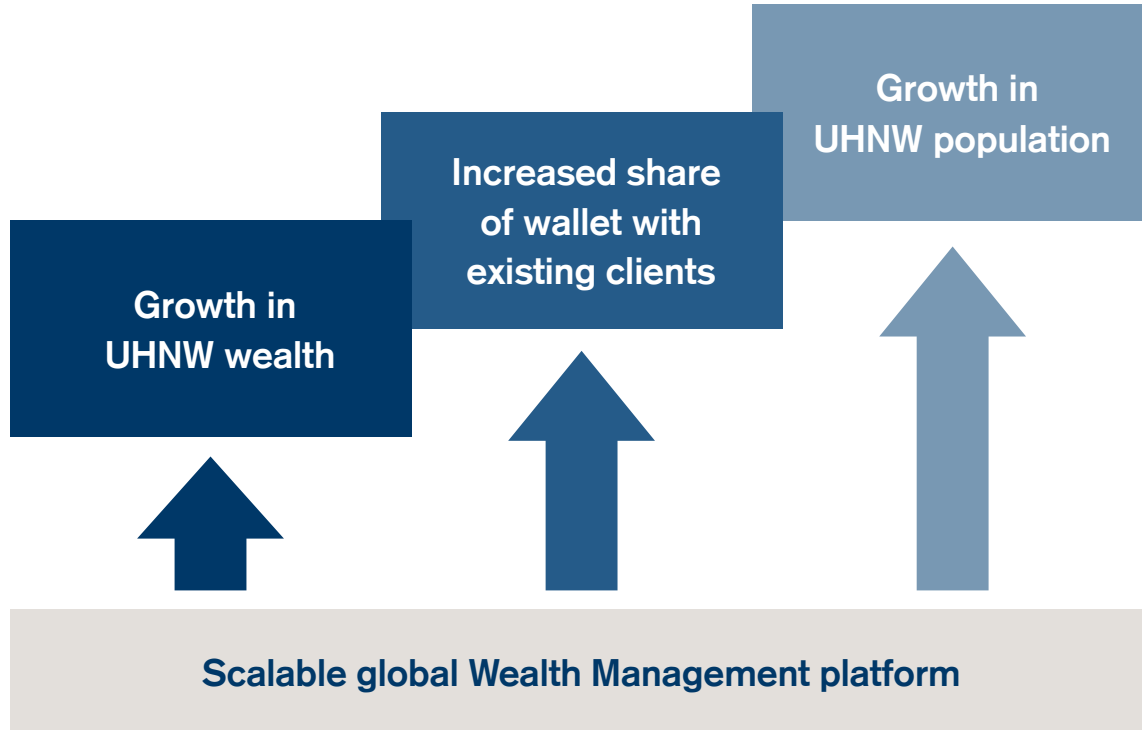 Growth in
UHNW wealth
Increased share
of wallet with
existing clients
Growth in
UHNW population
Scalable global Wealth Management platform